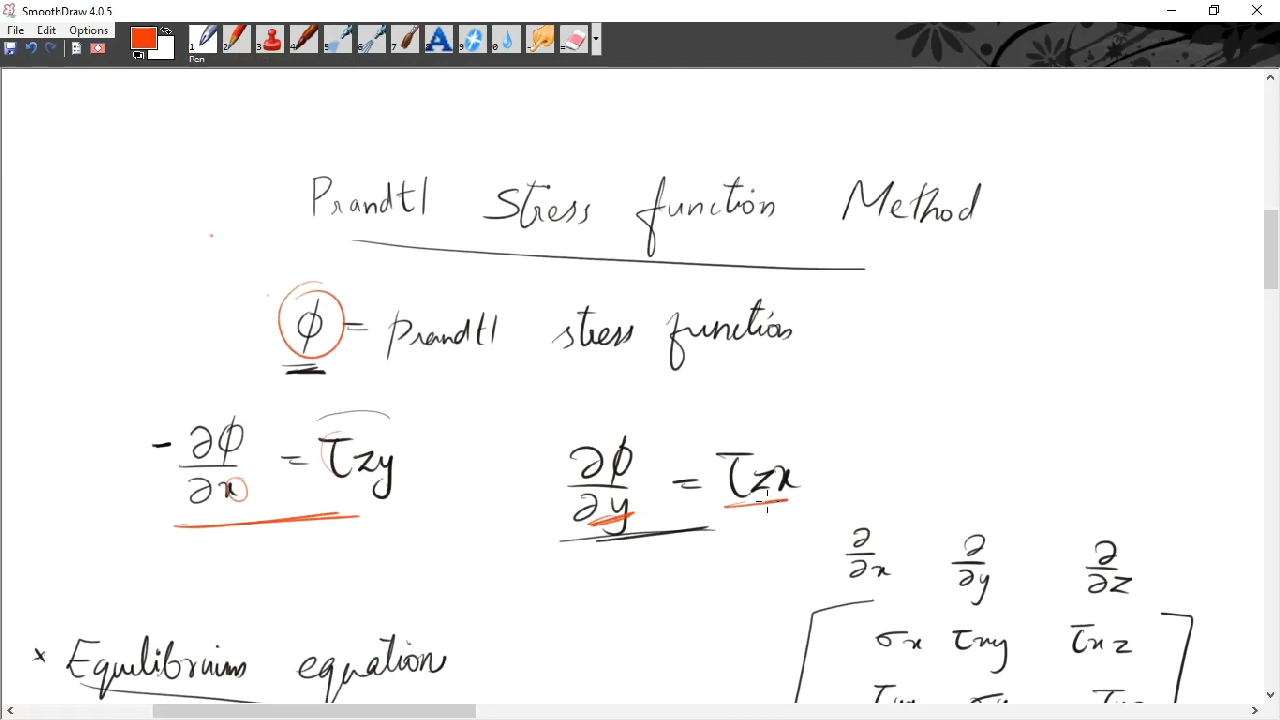 SmoothDraw 4.0.5
File Edit Options
Pen
Prandtl Stress function Method
ϕ = prandtl stress function
-∂ϕ/∂x = τzy
∂ϕ/∂y = τzx
∂/∂x ∂/∂y ∂/∂z
σx τxy τxz
* Equilibrium equation